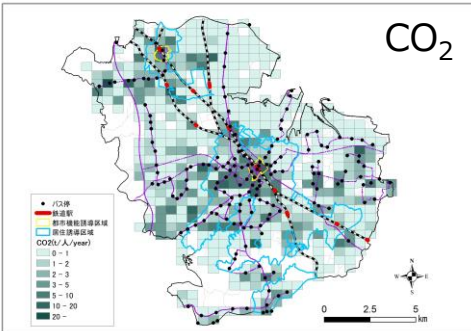 CO2
バス停
鉄道駅
都市機能誘導区域
居住誘導区域
CO2(t/人/year)
0 - 1
1 - 2
2 - 3
3 - 5
5 - 10
10 - 20
20 -
N
W E
S
0 2.5 5
km